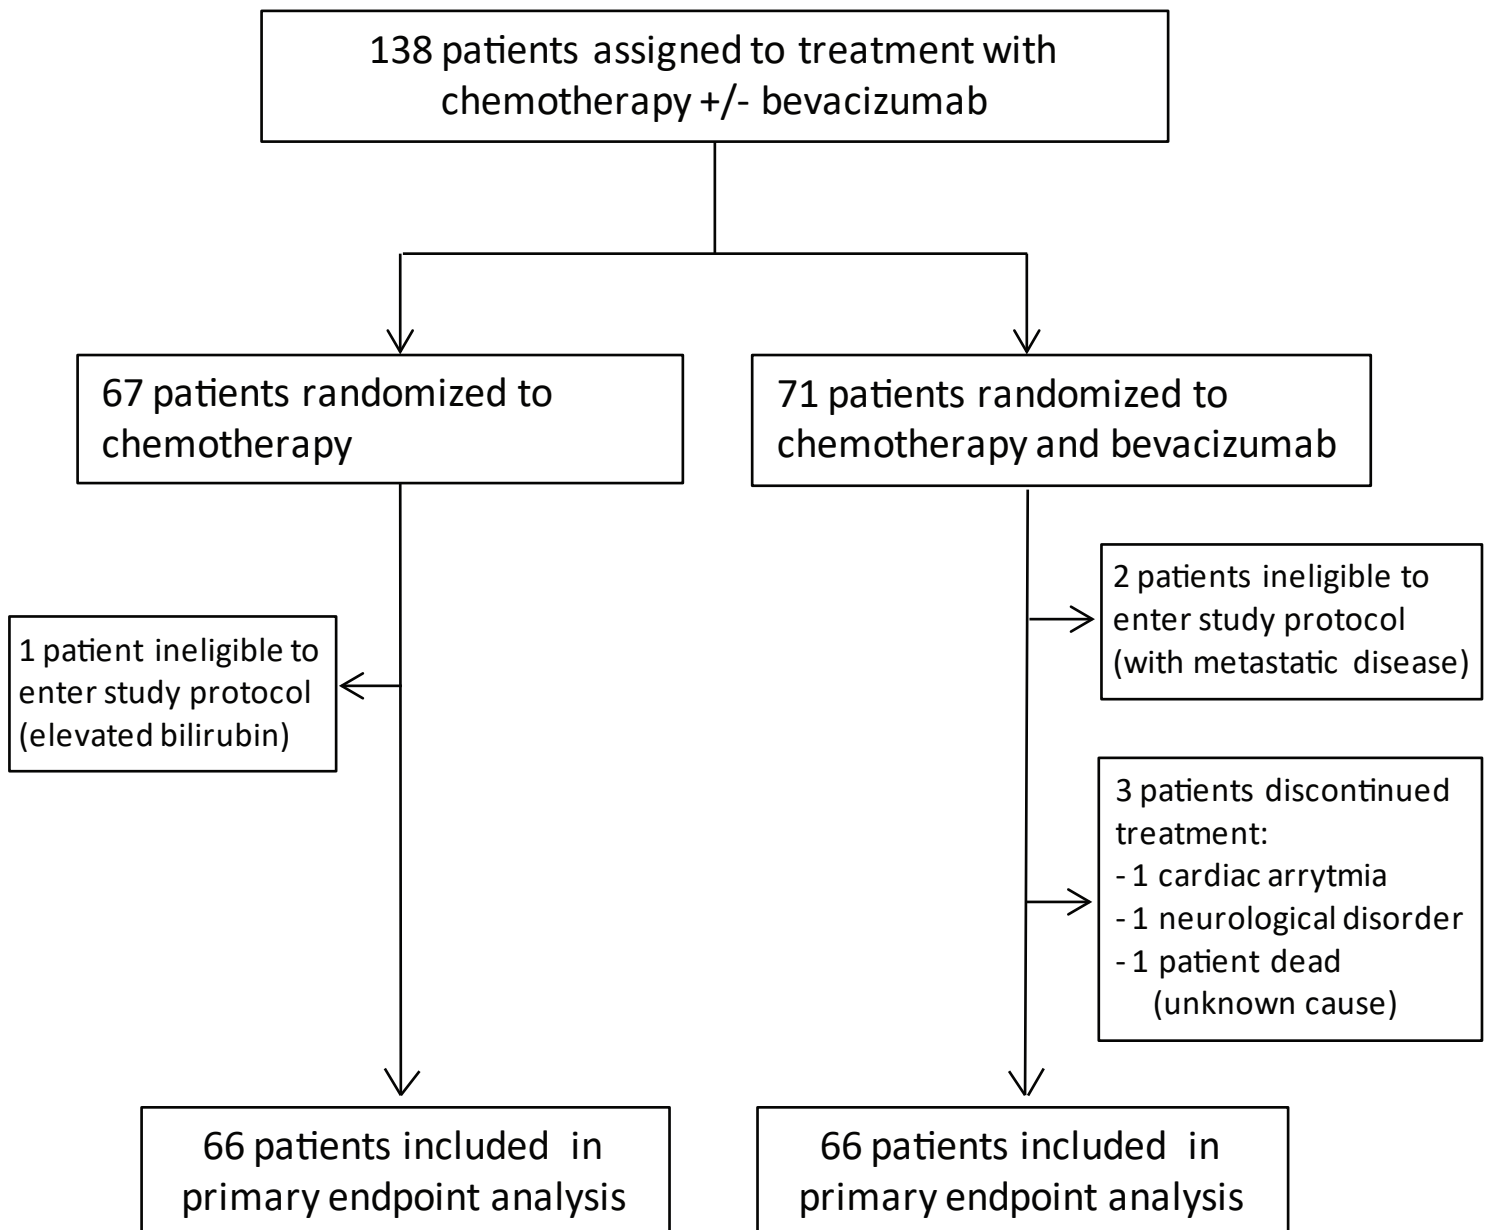 138 patients assigned to treatment with
chemotherapy +/- bevacizumab
67 patients randomized to
chemotherapy
71 patients randomized to
chemotherapy and bevacizumab
1 patient ineligible to
enter study protocol
(elevated bilirubin)
2 patients ineligible to
enter study protocol
(with metastatic disease)
3 patients discontinued
treatment:
- 1 cardiac arrytmia
- 1 neurological disorder
- 1 patient dead
(unknown cause)
66 patients included in
primary endpoint analysis
66 patients included in
primary endpoint analysis